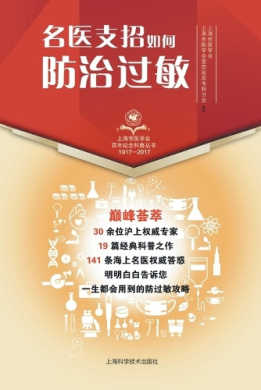 名医支招如何
防治过敏
上海市医学会
上海市医学会变态反应专科分会
上海市医学会
百年纪念科普丛书
1917—2017
巅峰荟萃
30 余位沪上权威专家
19 篇经典科普之作
141 条海上名医权威答惑
明明白白告诉您
一生都会用到的防过敏攻略
上海科学技术出版社